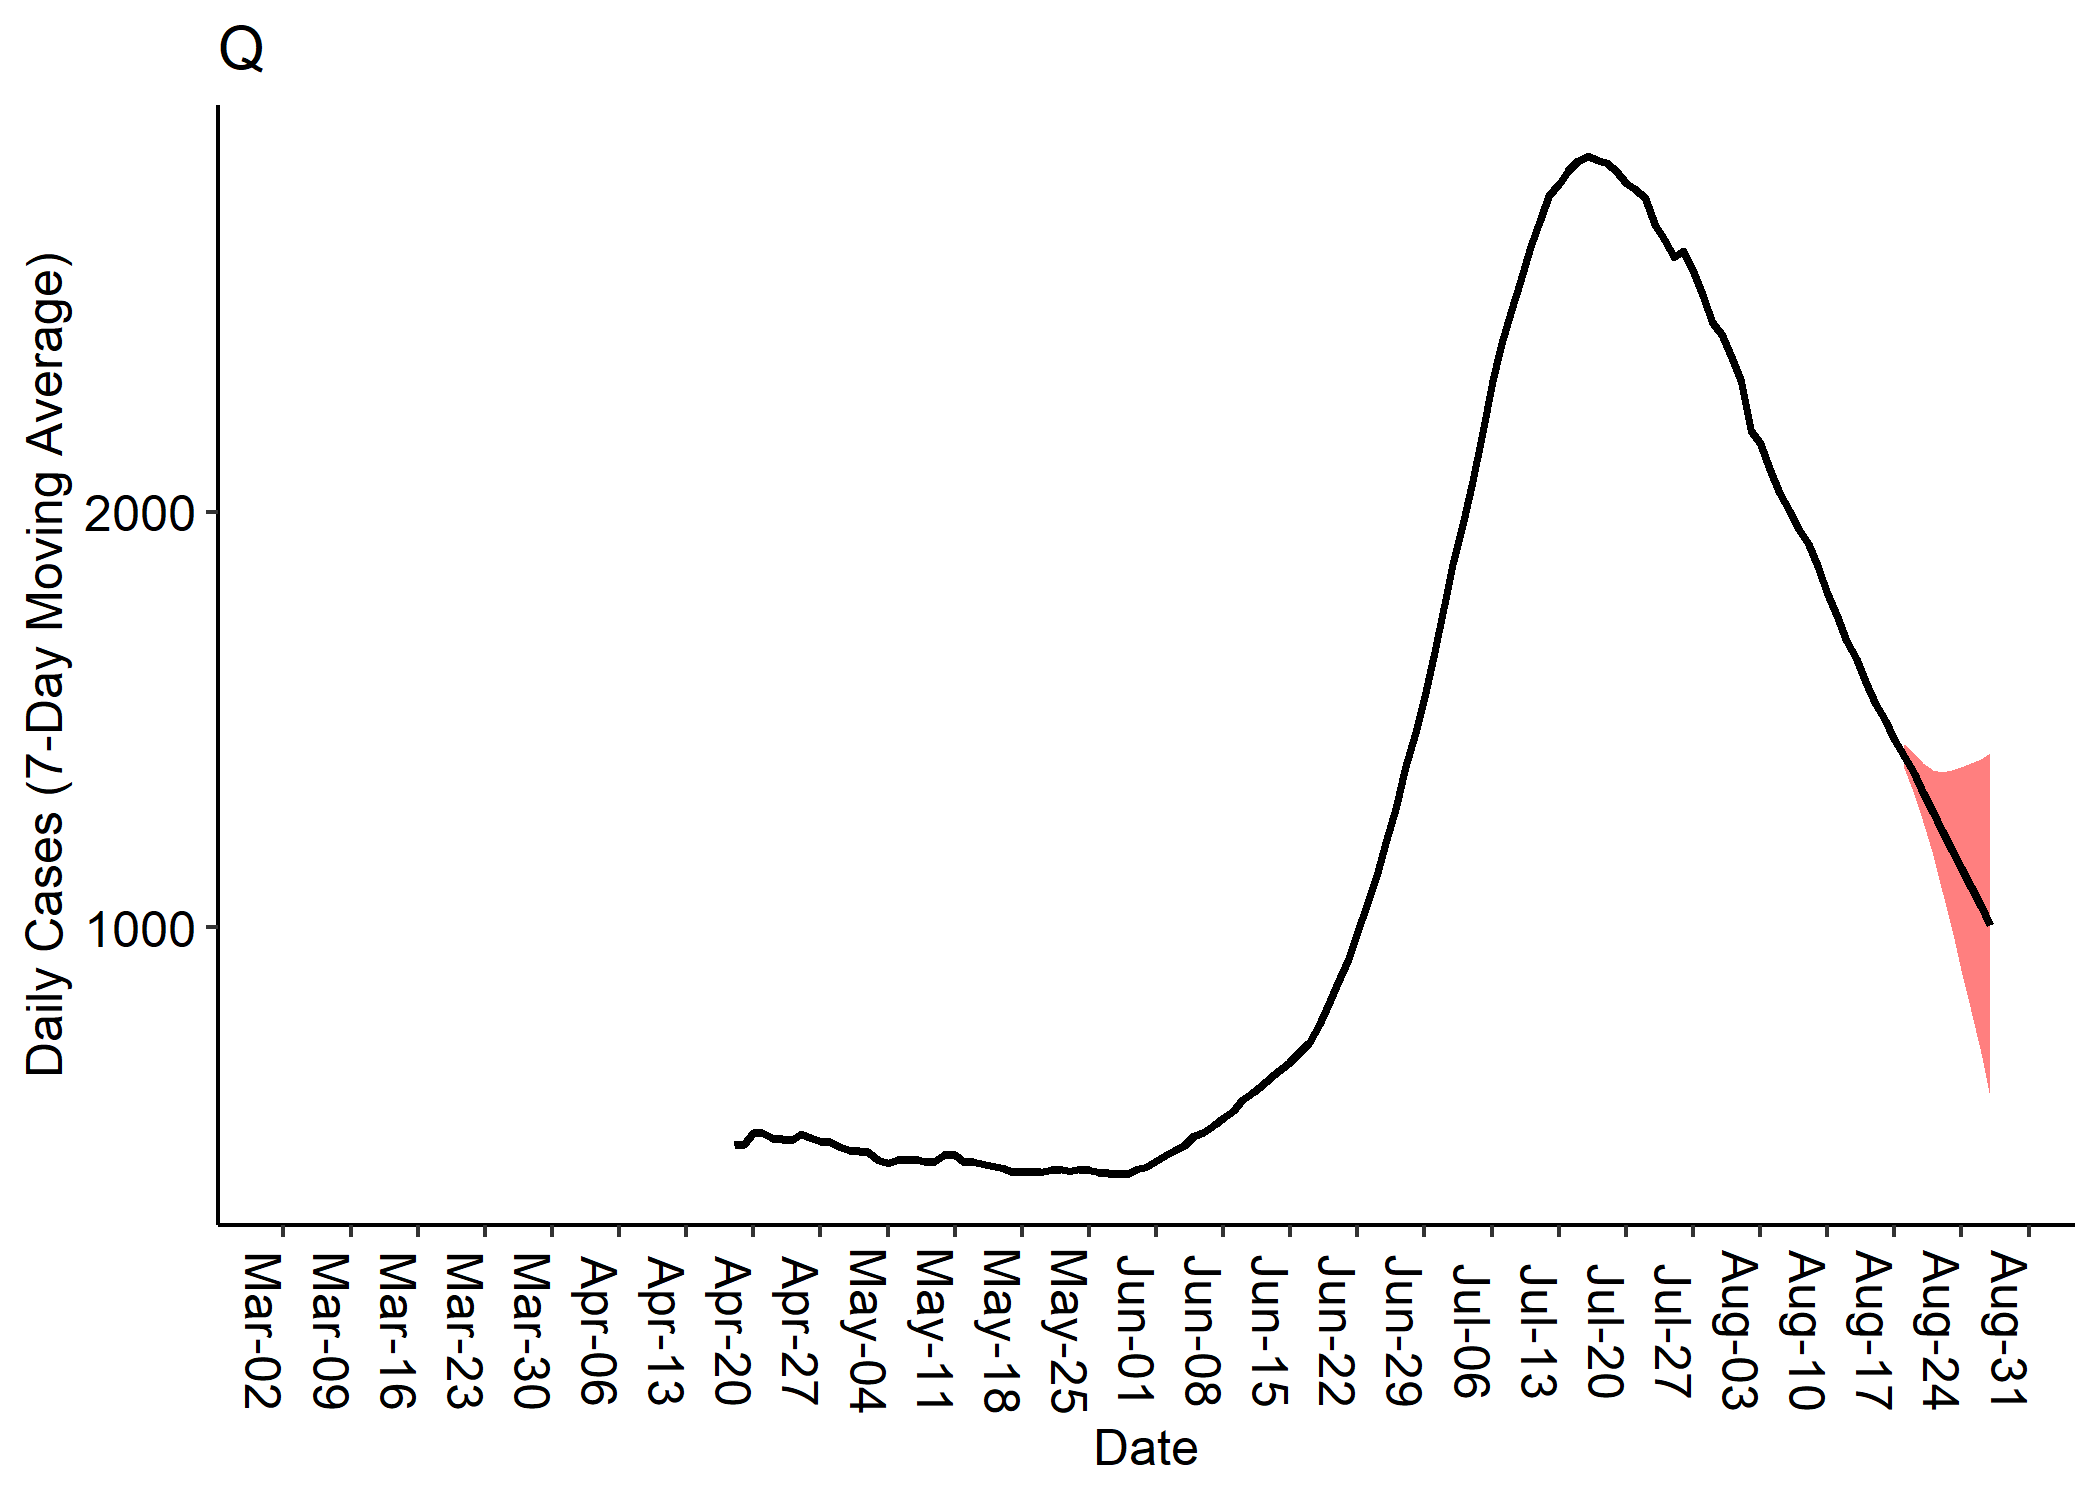 Q
Daily Cases (7-Day Moving Average)
2000
1000
Mar-02
Mar-09
Mar-16
Mar-23
Mar-30
Apr-06
Apr-13
Apr-20
Apr-27
May-04
May-11
May-18
May-25
Jun-01
Jun-08
Jun-15
Jun-22
Jun-29
Jul-06
Jul-13
Jul-20
Jul-27
Aug-03
Aug-10
Aug-17
Aug-24
Aug-31
Date